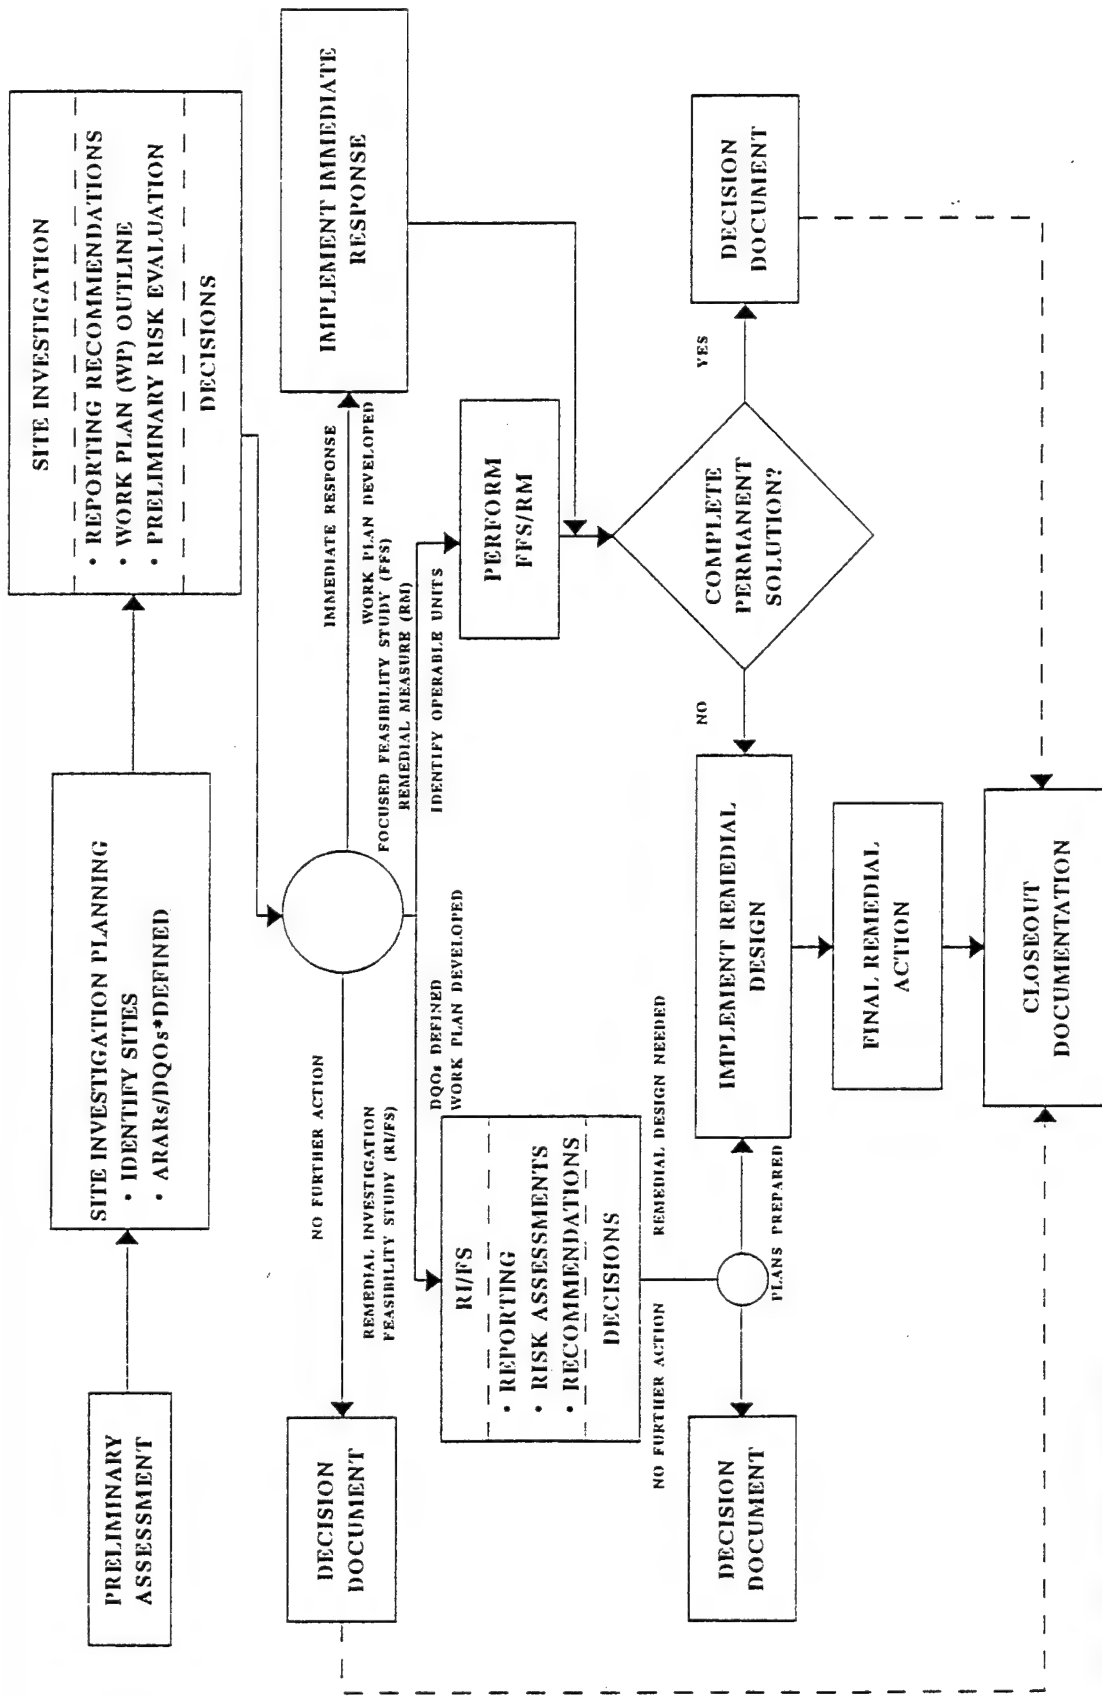 PRELIMINARY
ASSESSMENT
SITE INVESTIGATION PLANNING
• IDENTIFY SITES
• ARARs/DQOs*DEFINED
SITE INVESTIGATION
• REPORTING RECOMMENDATIONS
• WORK PLAN (WP) OUTLINE
• PRELIMINARY RISK EVALUATION
DECISIONS
NO FURTHER ACTION
IMMEDIATE RESPONSE
DECISION
DOCUMENT
IMPLEMENT IMMEDIATE
RESPONSE
REMEDIAL INVESTIGATION
FEASIBILITY STUDY (RI/FS)
WORK PLAN DEVELOPED
FOCUSED FEASIBILITY STUDY (FFS)
REMEDIAL MEASURE (RM)
DQOs DEFINED
WORK PLAN DEVELOPED
IDENTIFY OPERABLE UNITS
RI/FS
• REPORTING
• RISK ASSESSMENTS
• RECOMMENDATIONS
DECISIONS
PERFORM
FFS/RM
NO FURTHER ACTION
REMEDIAL DESIGN NEEDED
PLANS PREPARED
NO
COMPLETE
PERMANENT
SOLUTION?
YES
DECISION
DOCUMENT
IMPLEMENT REMEDIAL
DESIGN
DECISION
DOCUMENT
FINAL REMEDIAL
ACTION
CLOSEOUT
DOCUMENTATION